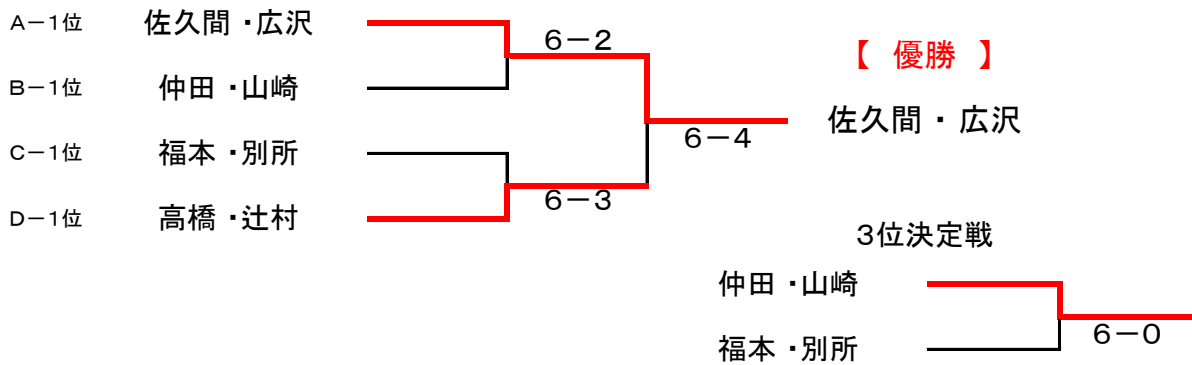 A－1位 佐久間・広沢
6－2
【 優勝 】
B－1位 仲田・山崎
佐久間・広沢
6－4
C－1位 福本・別所
6－3
D－1位 高橋・辻村
3位決定戦
仲田・山崎
6－0
福本・別所